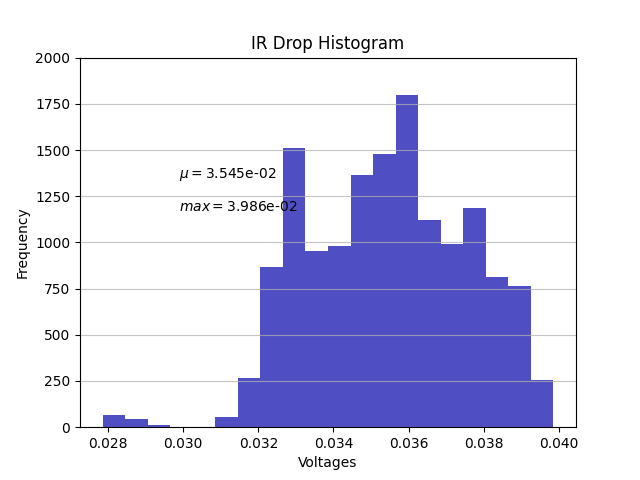 IR Drop Histogram
2000
1750
1500
1250
1000
750
500
250
0
Frequency
μ = 3.545e-02
max = 3.986e-02
0.028 0.030 0.032 0.034 0.036 0.038 0.040
Voltages